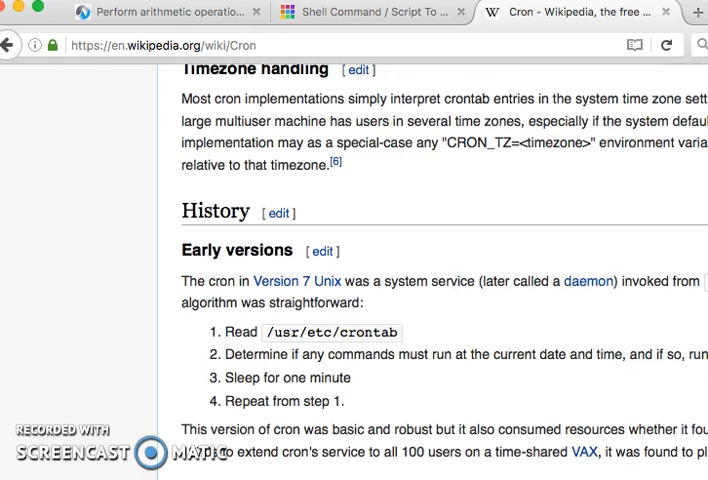 Perform arithmetic operatio... × Shell Command / Script To ... × W Cron - Wikipedia, the free ... × +
https://en.wikipedia.org/wiki/Cron
Timezone handling [ edit ]
Most cron implementations simply interpret crontab entries in the system time zone sett
large multiuser machine has users in several time zones, especially if the system defau
implementation may as a special-case any "CRON_TZ=<timezone>" environment varia
relative to that timezone.[6]
History [ edit ]
Early versions [ edit ]
The cron in Version 7 Unix was a system service (later called a daemon) invoked from
algorithm was straightforward:
1. Read /usr/etc/crontab
2. Determine if any commands must run at the current date and time, and if so, run
3. Sleep for one minute
4. Repeat from step 1.
This version of cron was basic and robust but it also consumed resources whether it fou
to extend cron's service to all 100 users on a time-shared VAX, it was found to pl
RECORDED WITH
SCREENCAST MATIC